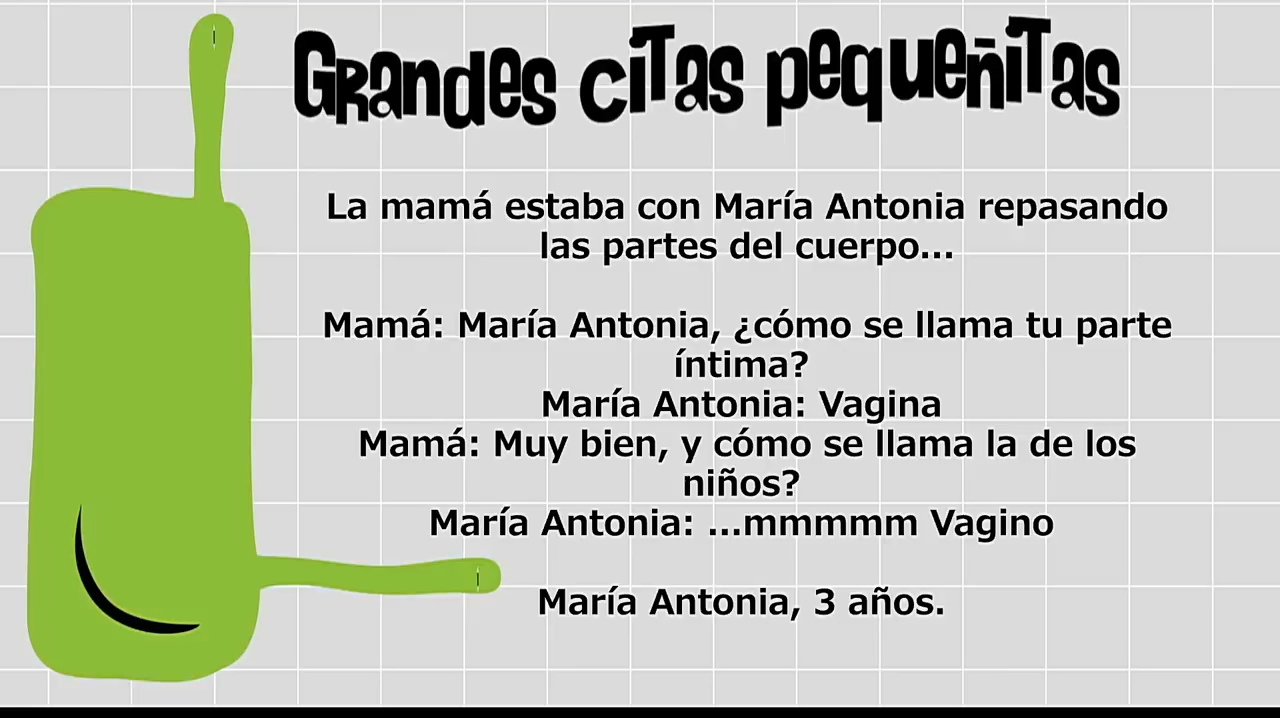 Grandes citas pequeñitas
La mamá estaba con María Antonia repasando
las partes del cuerpo...
Mamá: María Antonia, ¿cómo se llama tu parte
íntima?
María Antonia: Vagina
Mamá: Muy bien, y cómo se llama la de los
niños?
María Antonia: ...mmmmm Vagino
María Antonia, 3 años.